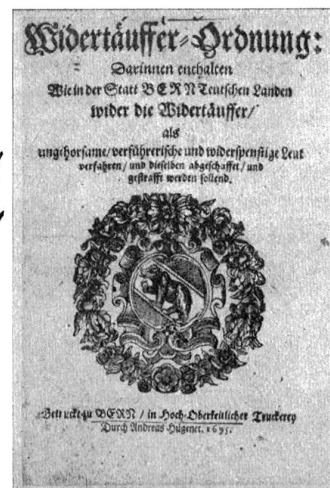 Widertäuffer-Ordnung:
Darinnen enthalten
Wie in der Statt BERN Teutschen Landen
wider die Widertäuffer/
als
ungehorsame/verführerische und widerspenstige Leut
verfahren/ und dieselben abgeschaffet/und
gestrafft werden sollend.
Getruckt zu BERN / in Hoch-Oberkeitlicher Truckerey
Durch Andreas Hügenet. 1695.